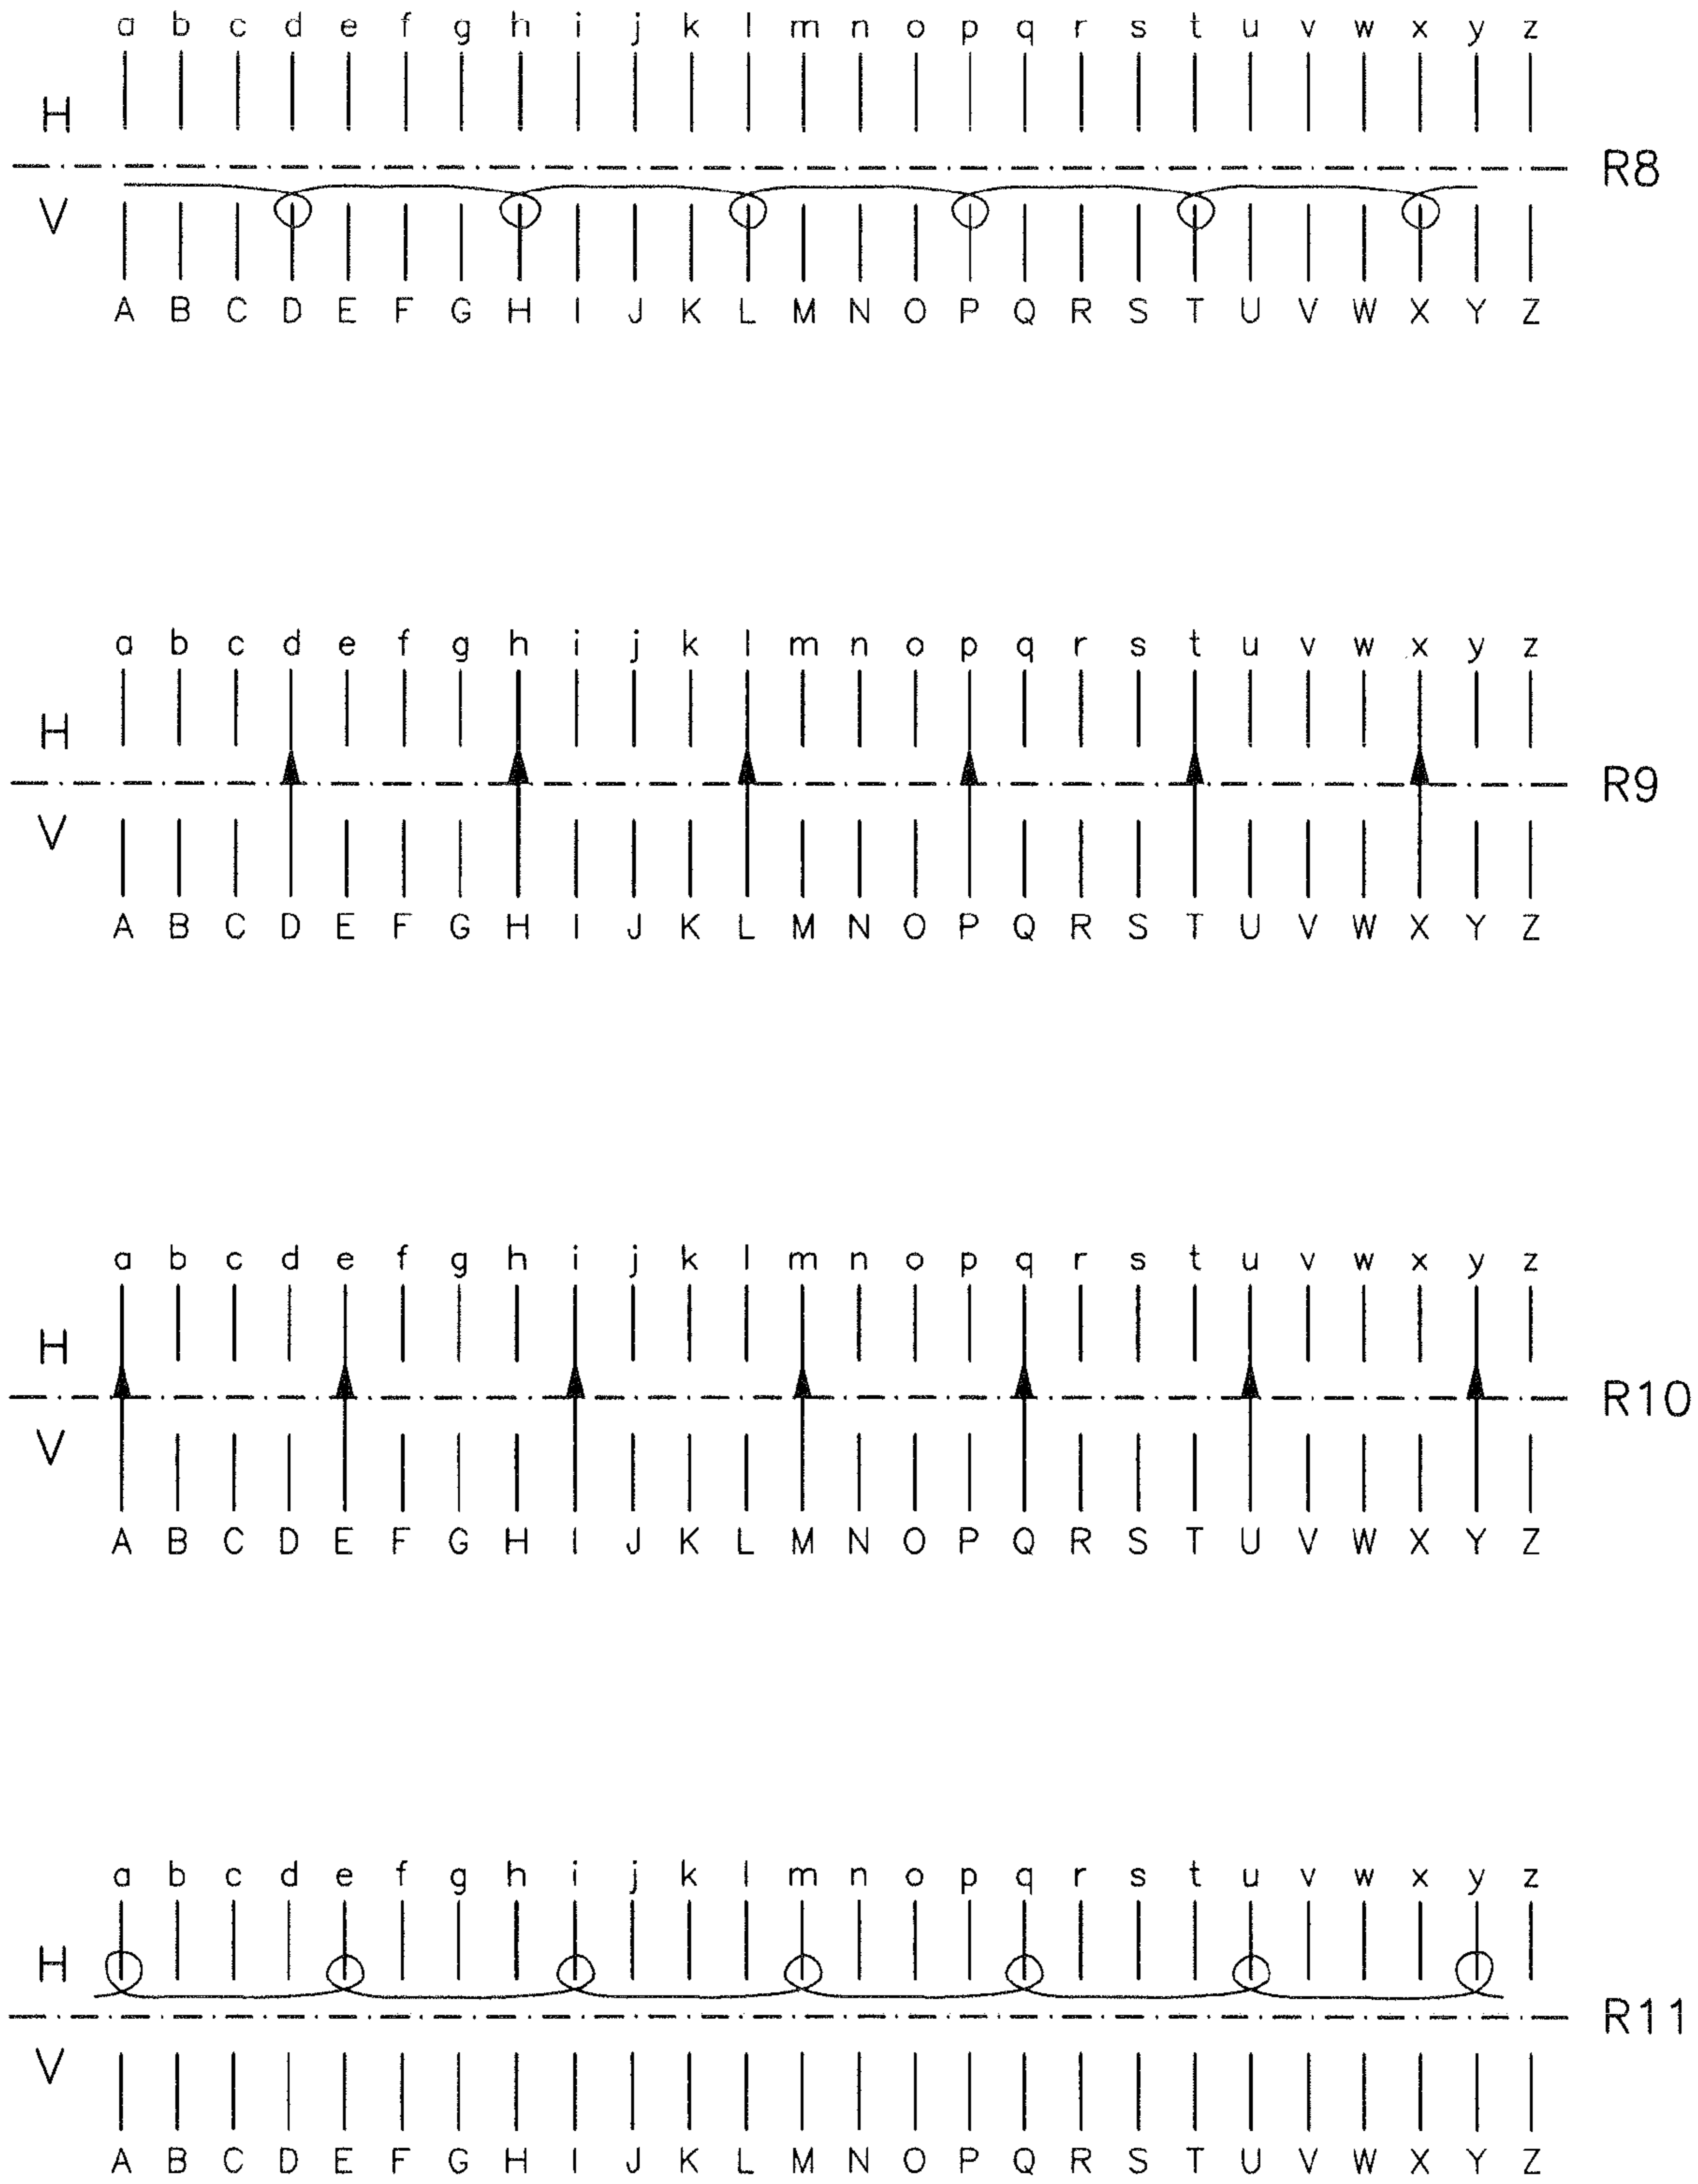 a b c d e f g h i j k l m n o p q r s t u v w x y z
H
R8
V
A B C D E F G H I J K L M N O P Q R S T U V W X Y Z
a b c d e f g h i j k l m n o p q r s t u v w x y z
H
R9
V
A B C D E F G H I J K L M N O P Q R S T U V W X Y Z
a b c d e f g h i j k l m n o p q r s t u v w x y z
H
R10
V
A B C D E F G H I J K L M N O P Q R S T U V W X Y Z
a b c d e f g h i j k l m n o p q r s t u v w x y z
H
R11
V
A B C D E F G H I J K L M N O P Q R S T U V W X Y Z